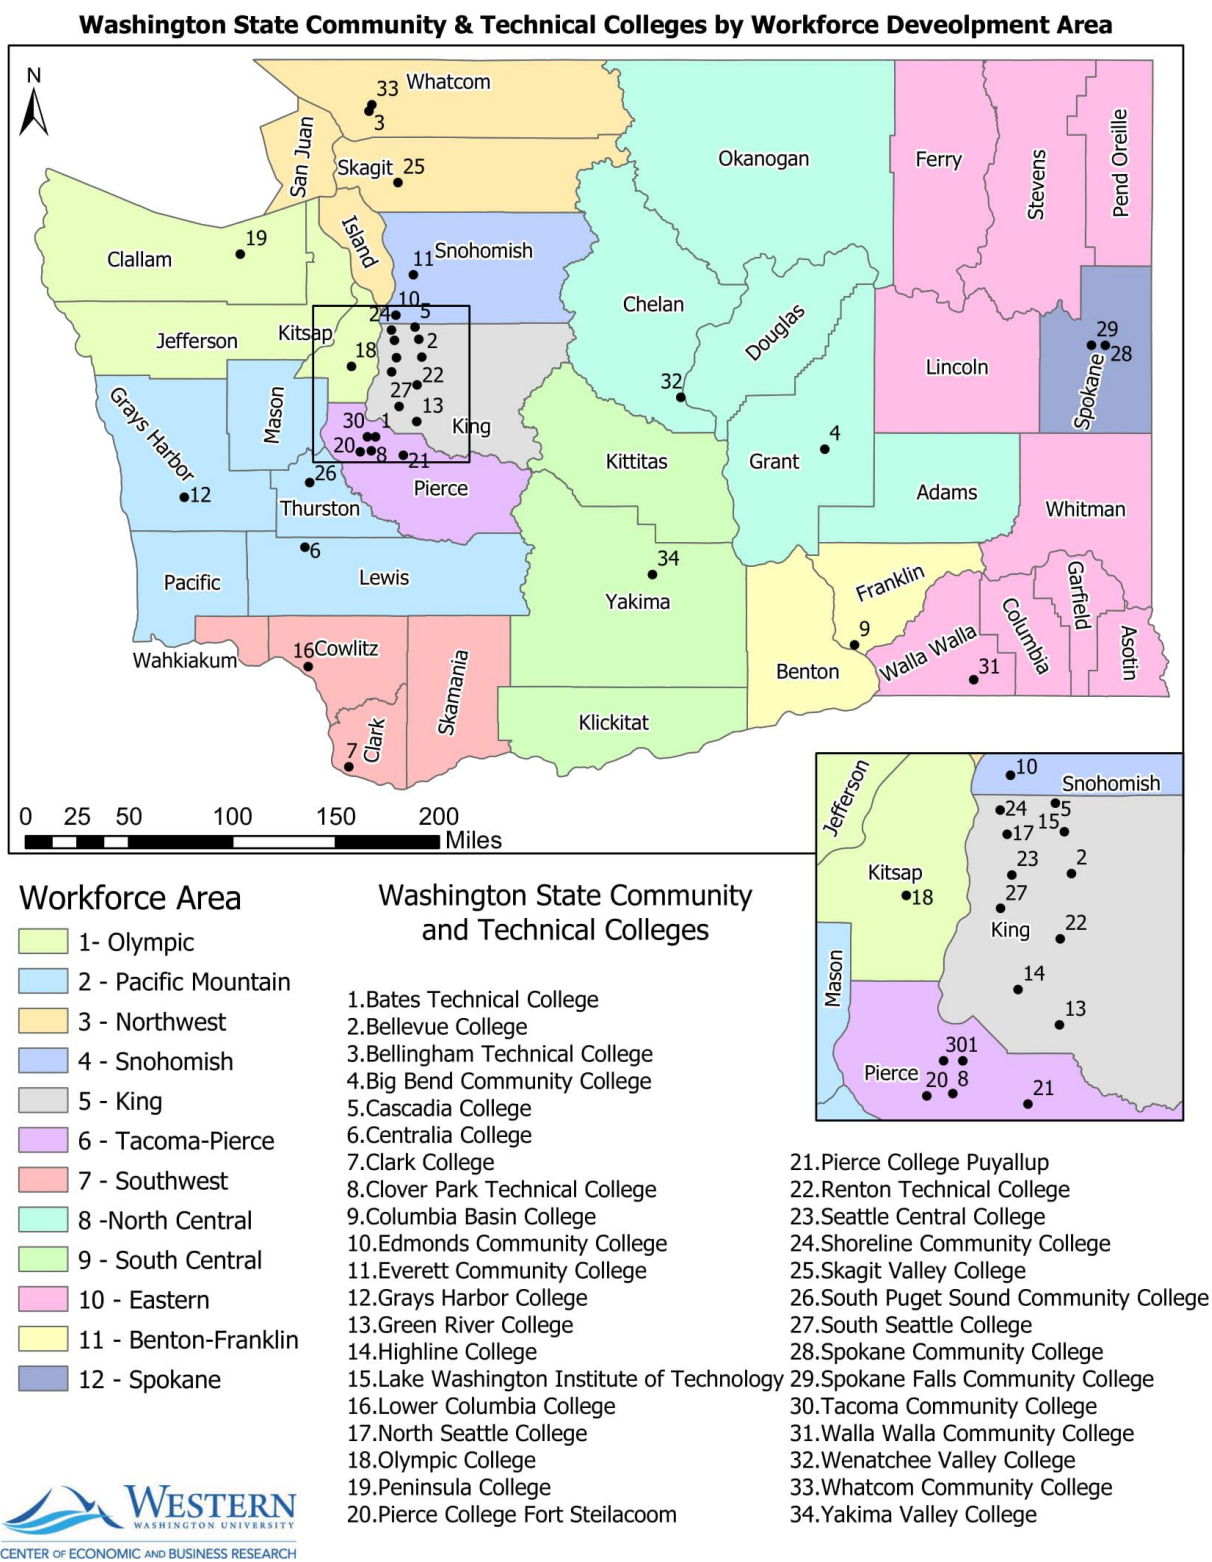 Washington State Community & Technical Colleges by Workforce Deveolpment Area
N
Whatcom
33
3
San Juan
Skagit
25
Island
Okanogan
Ferry
Stevens
Pend Oreille
Clallam
19
Snohomish
11
Chelan
Douglas
Jefferson
Kitsap
24
10
5
2
18
22
27
13
King
32
Lincoln
29
28
Spokane
Grays Harbor
12
Mason
30
1
20
8
21
Pierce
26
Thurston
Kittitas
Grant
4
Adams
Whitman
6
Pacific
Lewis
34
Yakima
Franklin
9
Benton
Walla Walla
31
Columbia
Garfield
Asotin
Wahkiakum
16
Cowlitz
Skamania
Clark
7
Klickitat
0 25 50 100 150 200
Miles
Jefferson
10
Snohomish
24
5
17
15
Kitsap
18
23
2
27
King
22
Mason
14
13
301
Pierce
20
8
21
Workforce Area
1- Olympic
2 - Pacific Mountain
3 - Northwest
4 - Snohomish
5 - King
6 - Tacoma-Pierce
7 - Southwest
8 -North Central
9 - South Central
10 - Eastern
11 - Benton-Franklin
12 - Spokane
Washington State Community
and Technical Colleges
1.Bates Technical College
2.Bellevue College
3.Bellingham Technical College
4.Big Bend Community College
5.Cascadia College
6.Centralia College
7.Clark College
8.Clover Park Technical College
9.Columbia Basin College
10.Edmonds Community College
11.Everett Community College
12.Grays Harbor College
13.Green River College
14.Highline College
15.Lake Washington Institute of Technology
16.Lower Columbia College
17.North Seattle College
18.Olympic College
19.Peninsula College
20.Pierce College Fort Steilacoom
21.Pierce College Puyallup
22.Renton Technical College
23.Seattle Central College
24.Shoreline Community College
25.Skagit Valley College
26.South Puget Sound Community College
27.South Seattle College
28.Spokane Community College
29.Spokane Falls Community College
30.Tacoma Community College
31.Walla Walla Community College
32.Wenatchee Valley College
33.Whatcom Community College
34.Yakima Valley College
WESTERN
WASHINGTON UNIVERSITY
CENTER OF ECONOMIC AND BUSINESS RESEARCH